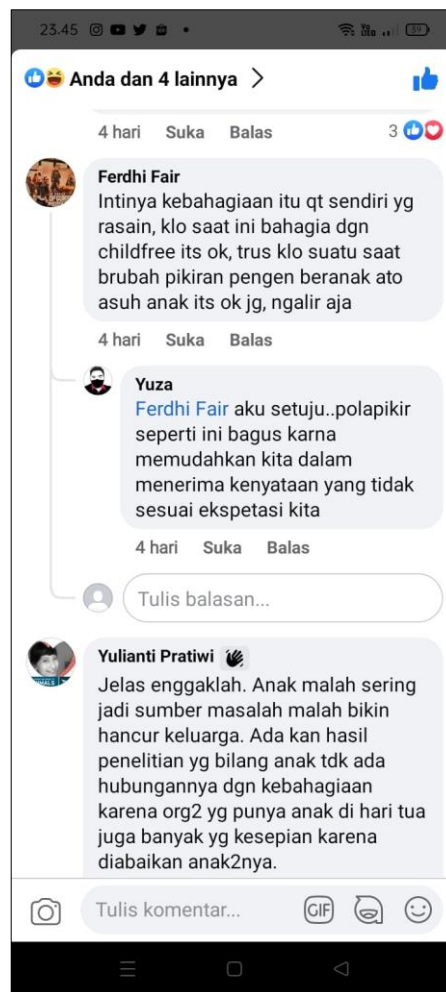 23.45
59
Anda dan 4 lainnya >
4 hari Suka Balas 3
Ferdhi Fair
Intinya kebahagiaan itu qt sendiri yg
rasain, klo saat ini bahagia dgn
childfree its ok, trus klo suatu saat
brubah pikiran pengen beranak ato
asuh anak its ok jg, ngalir aja
4 hari Suka Balas
Yuza
Ferdhi Fair aku setuju..polapikir
seperti ini bagus karna
memudahkan kita dalam
menerima kenyataan yang tidak
sesuai ekspetasi kita
4 hari Suka Balas
Tulis balasan...
Yulianti Pratiwi
Jelas enggaklah. Anak malah sering
jadi sumber masalah malah bikin
hancur keluarga. Ada kan hasil
penelitian yg bilang anak tdk ada
hubungannya dgn kebahagiaan
karena org2 yg punya anak di hari tua
juga banyak yg kesepian karena
diabaikan anak2nya.
Tulis komentar...
GIF